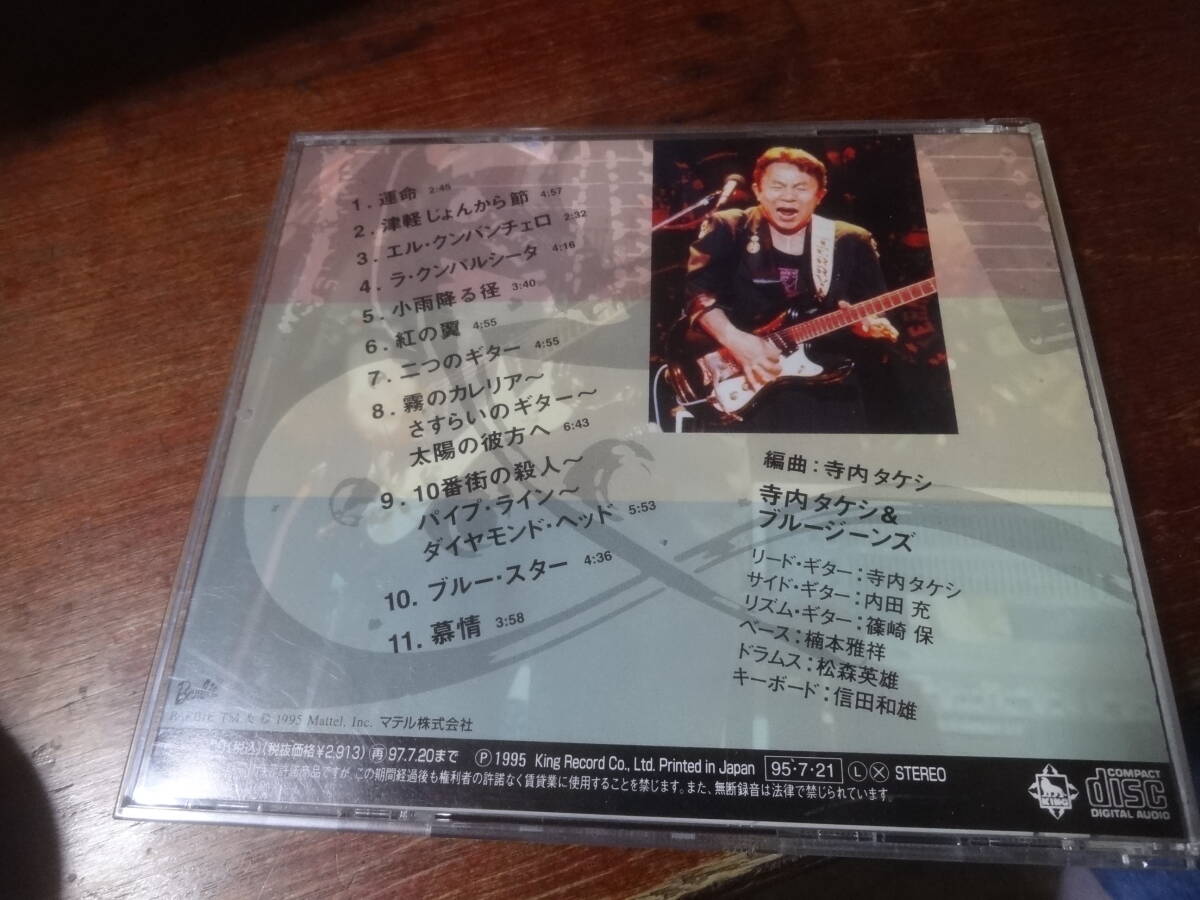 1. 運命 2:45
2. 津軽じょんから節 4:57
3. エル・クンバンチェロ 2:32
4. ラ・クンパルシータ 4:16
5. 小雨降る径 3:40
6. 紅の翼 4:55
7. 二つのギター 4:55
8. 霧のカレリア～
さすらいのギター～
太陽の彼方へ 6:43
9. 10番街の殺人～
パイプ・ライン～
ダイヤモンド・ヘッド 5:53
10. ブルー・スター 4:36
11. 慕情 3:58
編曲：寺内タケシ
寺内タケシ&
ブルージーンズ
リード・ギター：寺内タケシ
サイド・ギター：内田 充
リズム・ギター：篠崎 保
ベース：楠本雅祥
ドラムス：松森英雄
キーボード：信田和雄
Barbie
BARBIE TM & © 1995 Mattel, Inc. マテル株式会社
(税込)(税抜価格¥2,913) 再 97.7.20まで Ⓟ1995 King Record Co., Ltd. Printed in Japan 95・7・21 Ⓛ Ⓧ STEREO
ですが、この期間経過後も権利者の許諾なく賃貸業に使用することを禁じます。また、無断録音は法律で禁じられています。
KING
COMPACT
disc
DIGITAL AUDIO